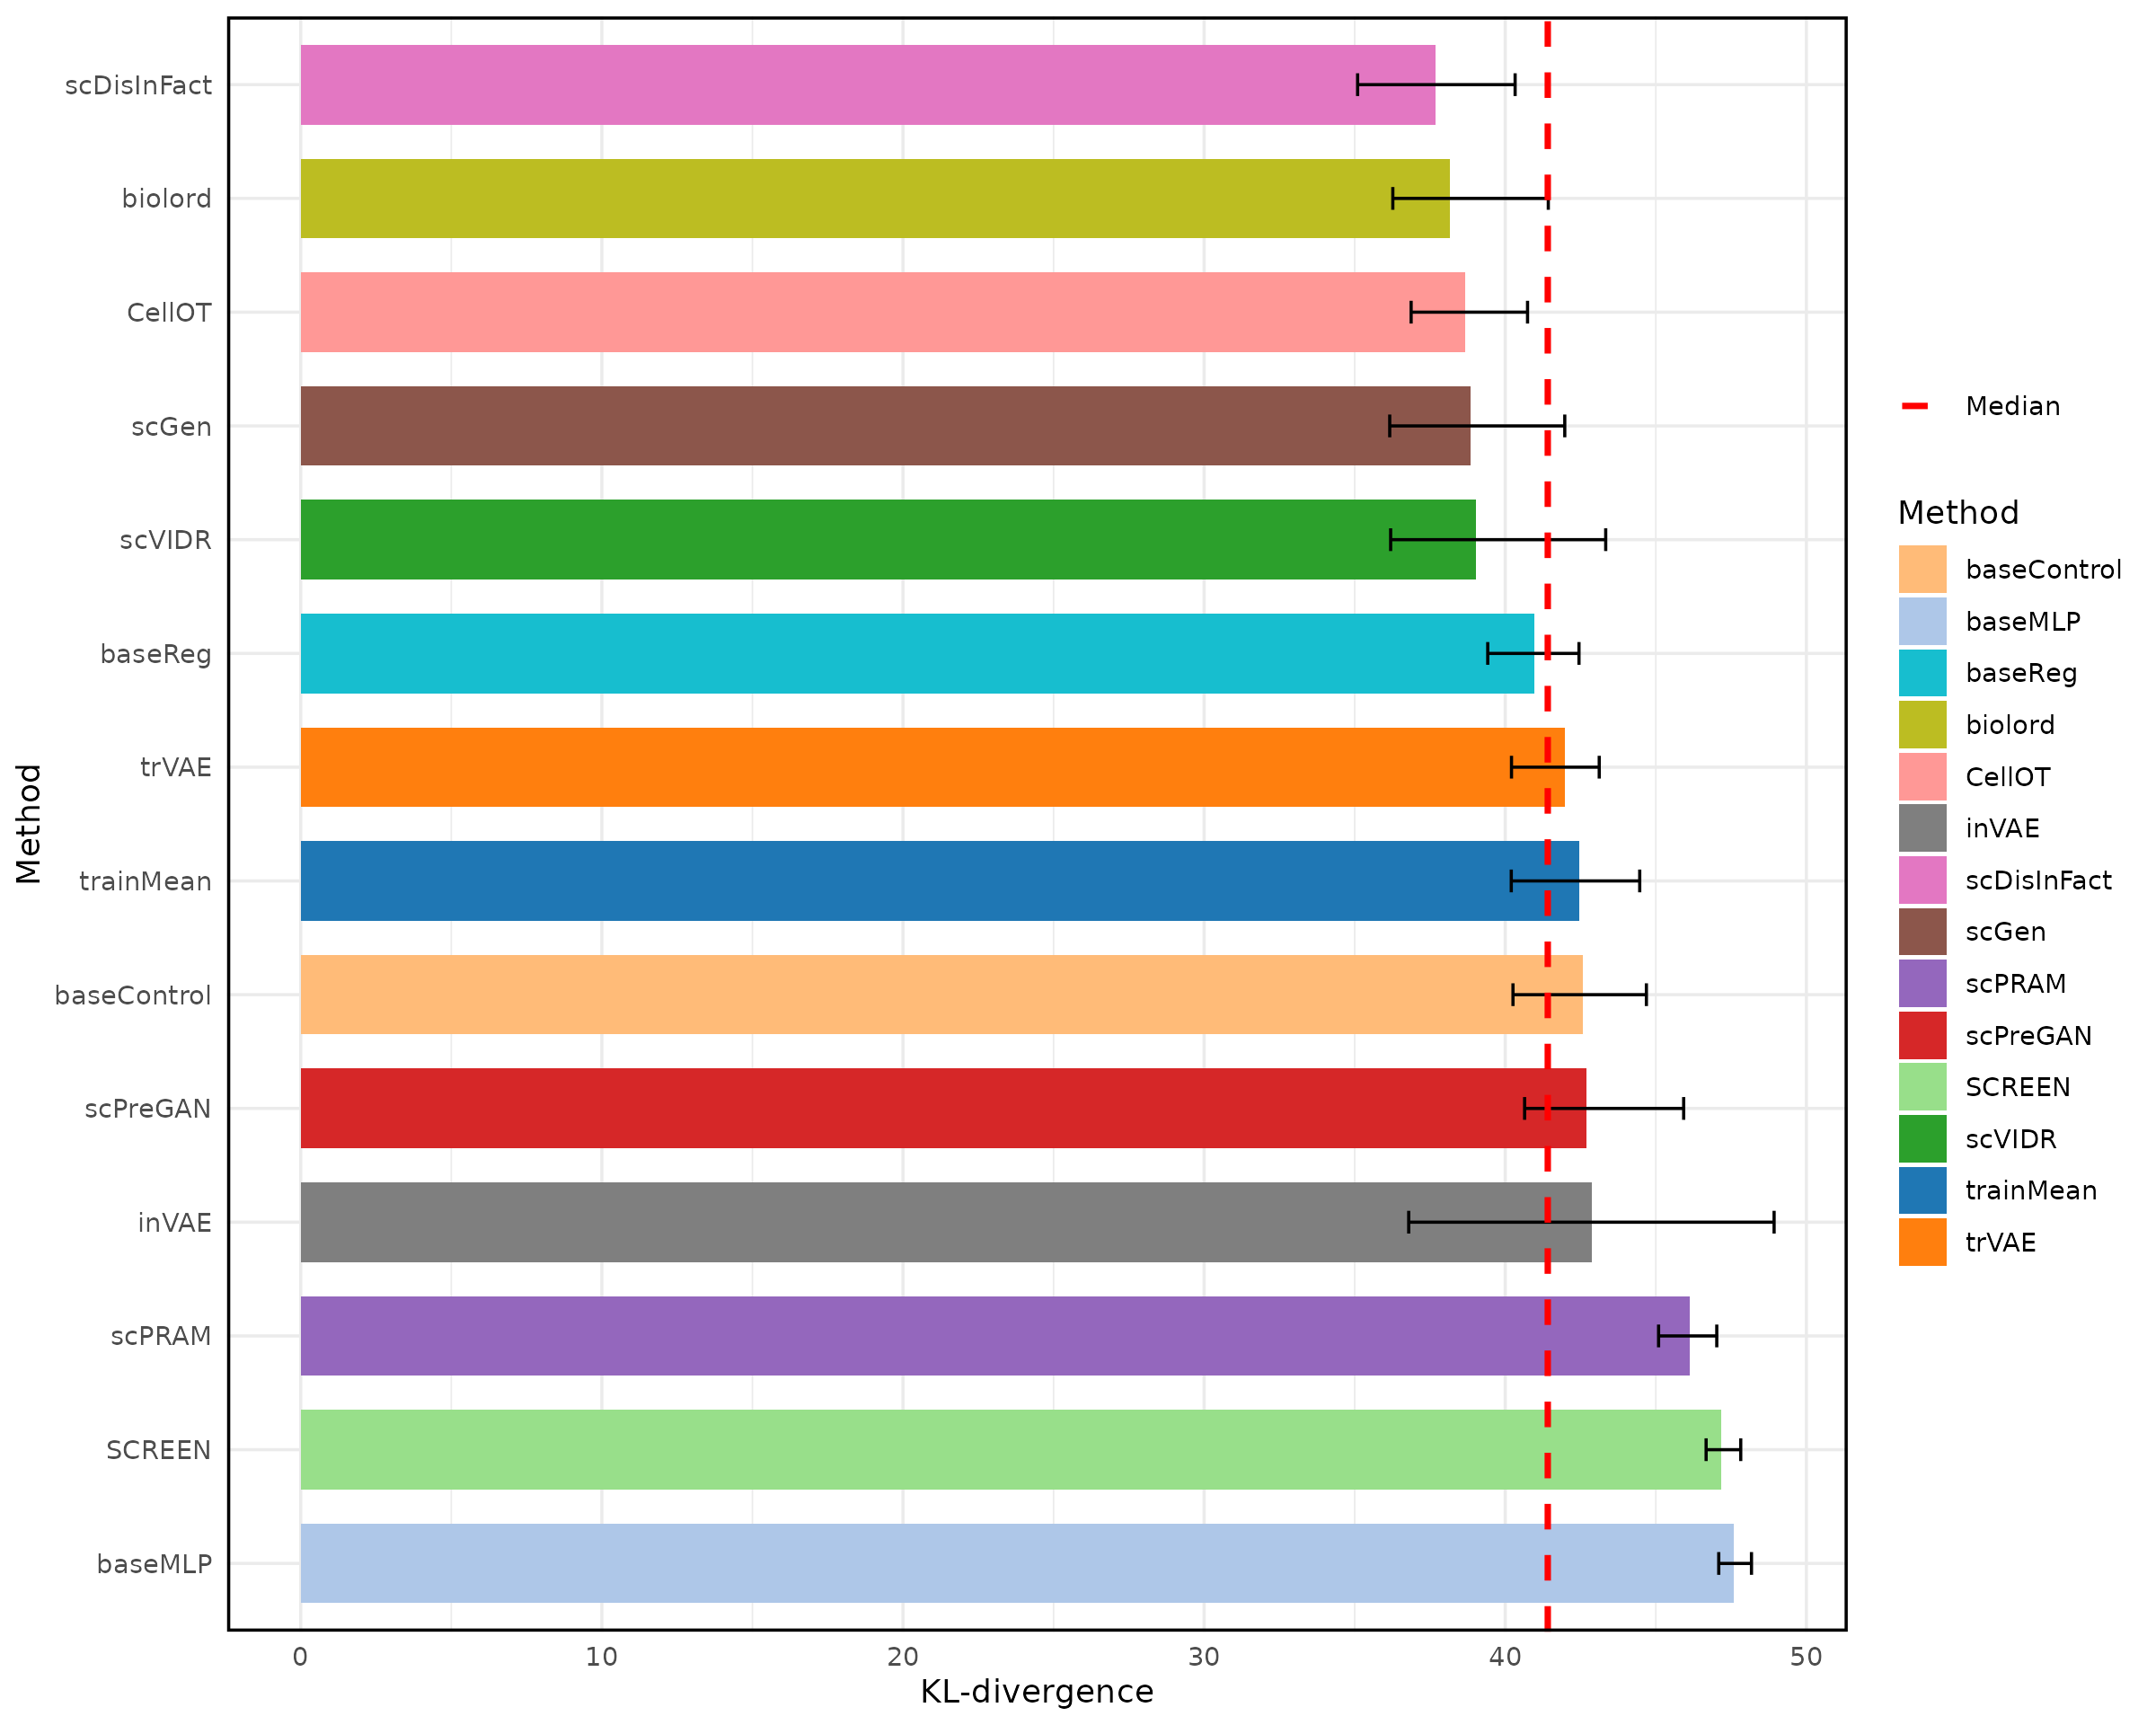 scDisInFact
biolord
CellOT
scGen
scVIDR
baseReg
trVAE
trainMean
baseControl
scPreGAN
inVAE
scPRAM
SCREEN
baseMLP
Method
0 10 20 30 40 50
KL-divergence
Median
Method
baseControl
baseMLP
baseReg
biolord
CellOT
inVAE
scDisInFact
scGen
scPRAM
scPreGAN
SCREEN
scVIDR
trainMean
trVAE